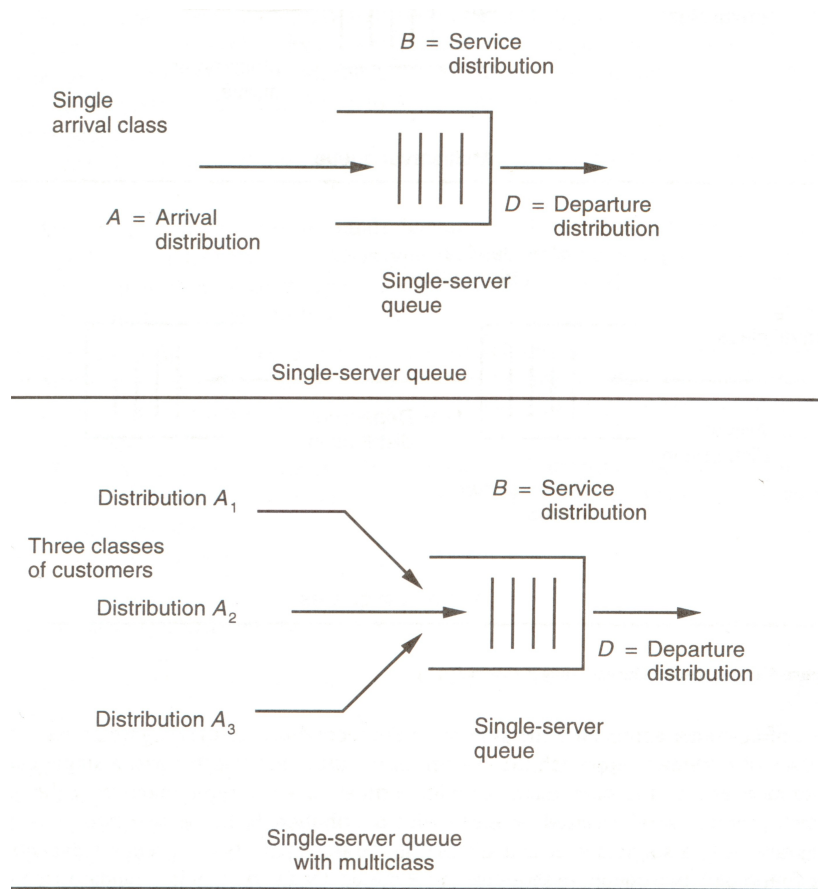 B = Service
distribution
Single
arrival class
A = Arrival
distribution
D = Departure
distribution
Single-server
queue
Single-server queue
Distribution A₁
B = Service
distribution
Three classes
of customers
Distribution A₂
D = Departure
distribution
Distribution A₃
Single-server
queue
Single-server queue
with multiclass